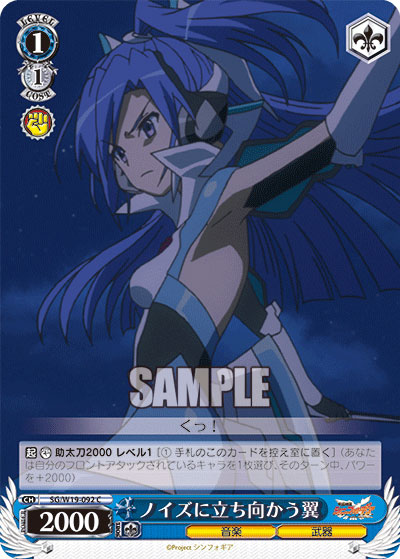 LEVEL
1
1
COST
SAMPLE
くっ!
起 助太刀2000 レベル1 [① 手札のこのカードを控え室に置く] (あなた
は自分のフロントアタックされているキャラを1枚選び、そのターン中、パワー
を+2000)
CH SG/W19-092 C
2000
ノイズに立ち向かう翼
音楽
武器
©Project シンフォギア